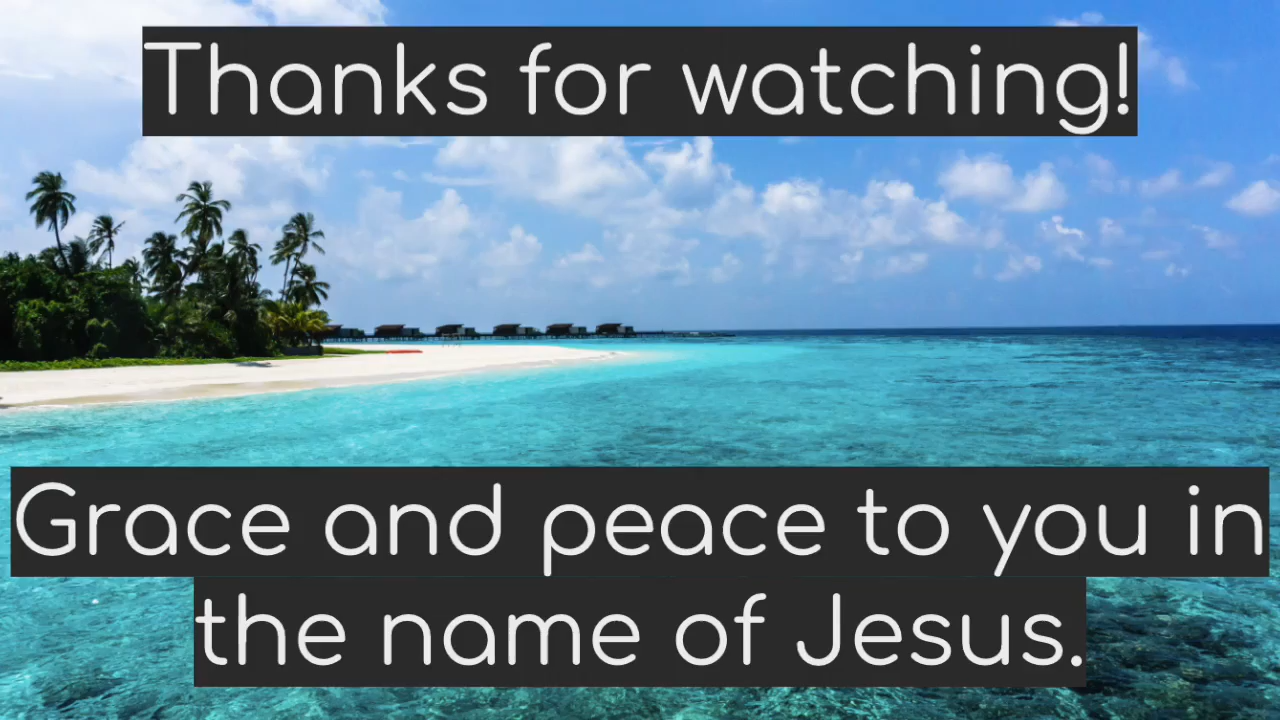 Thanks for watching!
Grace and peace to you in
the name of Jesus.